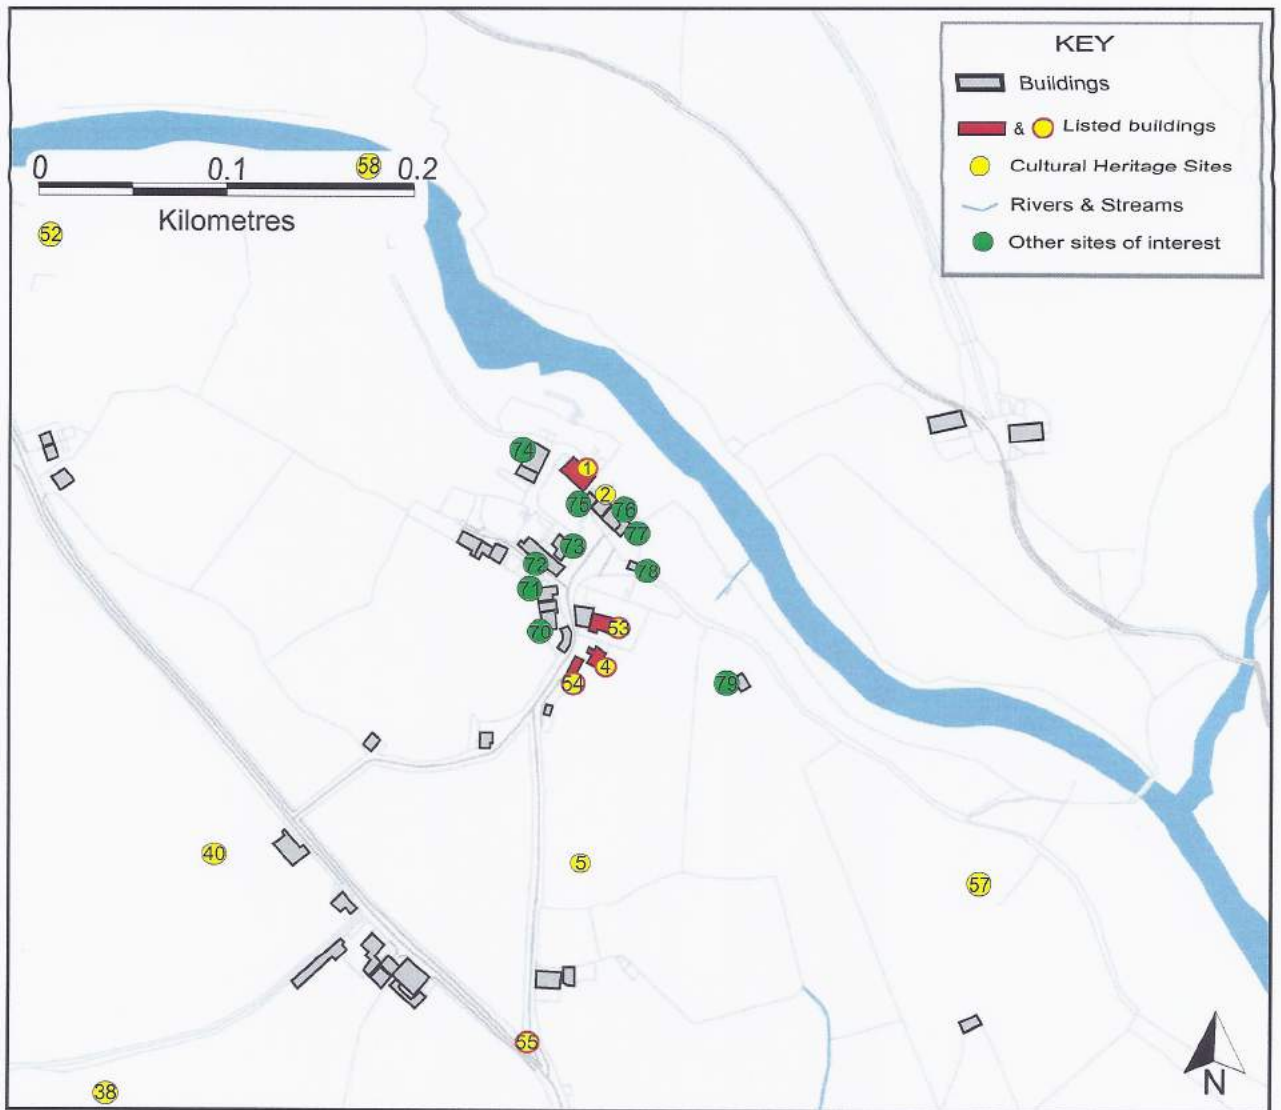 KEY
Buildings
& Listed buildings
Cultural Heritage Sites
Rivers & Streams
Other sites of interest
0 0.1 58 0.2
Kilometres
52
74
1
2
75
76
77
73
72
78
71
70
53
4
54
79
40
5
57
55
38
N